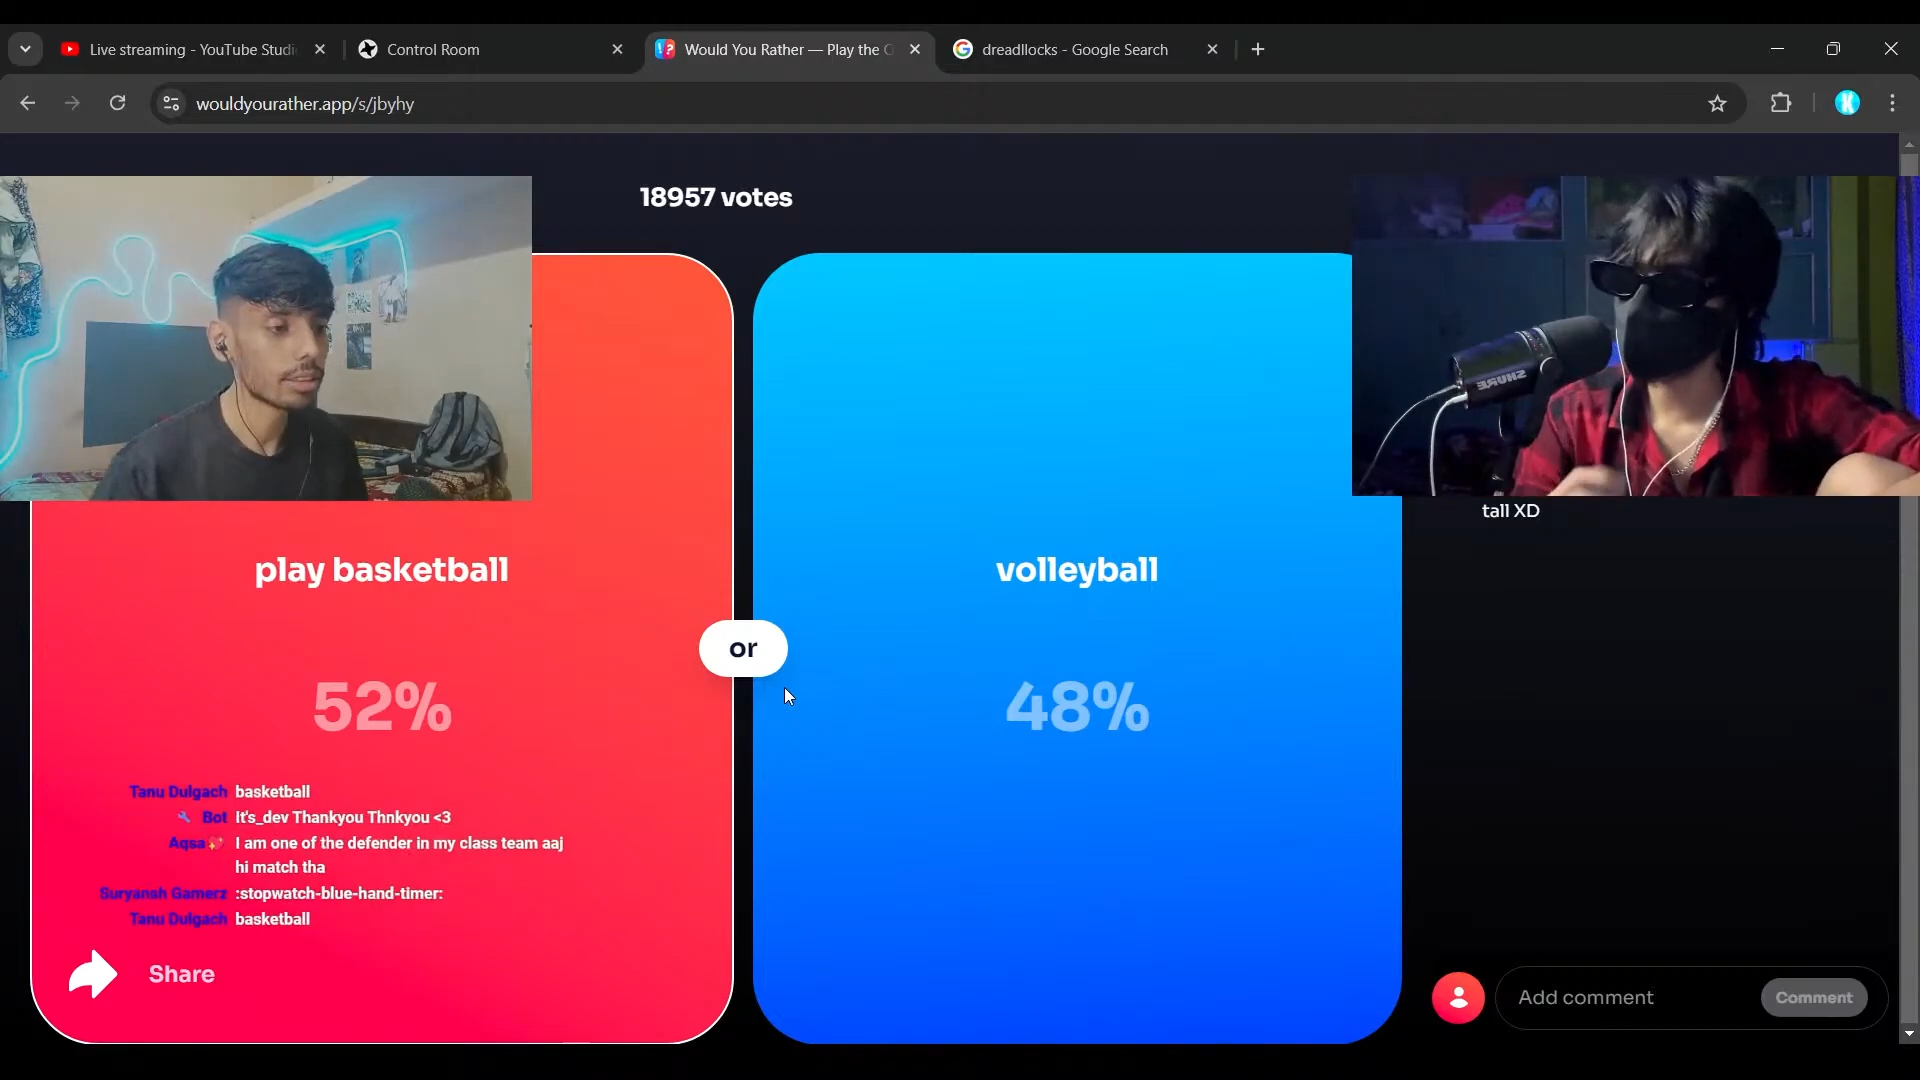 Live streaming - YouTube Studi
Control Room
Would You Rather — Play the G
dreadllocks - Google Search
wouldyourather.app/s/jbyhy
18957 votes
SHURE
tall XD
play basketball
volleyball
or
52%
48%
Tanu Dulgach basketball
Bot It's_dev Thankyou Thnkyou <3
Aqsa💖 I am one of the defender in my class team aaj
hi match tha
Suryansh Gamerz :stopwatch-blue-hand-timer:
Tanu Dulgach basketball
Share
Add comment
Comment